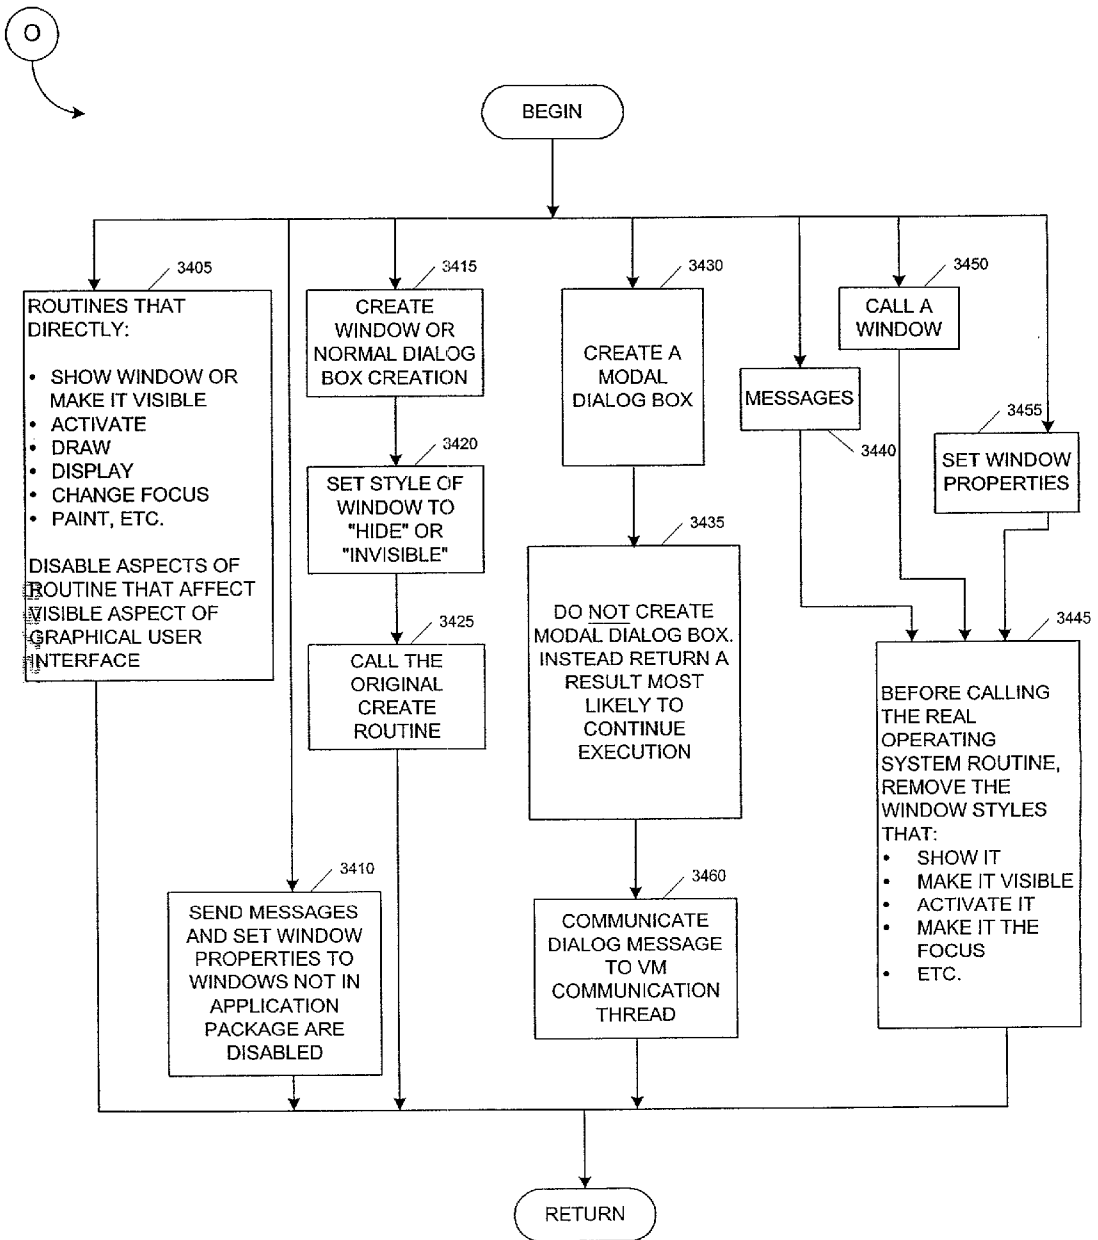 O
BEGIN
3405
ROUTINES THAT
DIRECTLY:
• SHOW WINDOW OR
MAKE IT VISIBLE
• ACTIVATE
• DRAW
• DISPLAY
• CHANGE FOCUS
• PAINT, ETC.
DISABLE ASPECTS OF
ROUTINE THAT AFFECT
VISIBLE ASPECT OF
GRAPHICAL USER
INTERFACE
3410
SEND MESSAGES
AND SET WINDOW
PROPERTIES TO
WINDOWS NOT IN
APPLICATION
PACKAGE ARE
DISABLED
3415
CREATE
WINDOW OR
NORMAL DIALOG
BOX CREATION
3420
SET STYLE OF
WINDOW TO
"HIDE" OR
"INVISIBLE"
3425
CALL THE
ORIGINAL
CREATE
ROUTINE
3430
CREATE A
MODAL
DIALOG BOX
3435
DO NOT CREATE
MODAL DIALOG BOX.
INSTEAD RETURN A
RESULT MOST
LIKELY TO
CONTINUE
EXECUTION
3460
COMMUNICATE
DIALOG MESSAGE
TO VM
COMMUNICATION
THREAD
MESSAGES
3440
3450
CALL A
WINDOW
3455
SET WINDOW
PROPERTIES
3445
BEFORE CALLING
THE REAL
OPERATING
SYSTEM ROUTINE,
REMOVE THE
WINDOW STYLES
THAT:
• SHOW IT
• MAKE IT VISIBLE
• ACTIVATE IT
• MAKE IT THE
FOCUS
• ETC.
RETURN